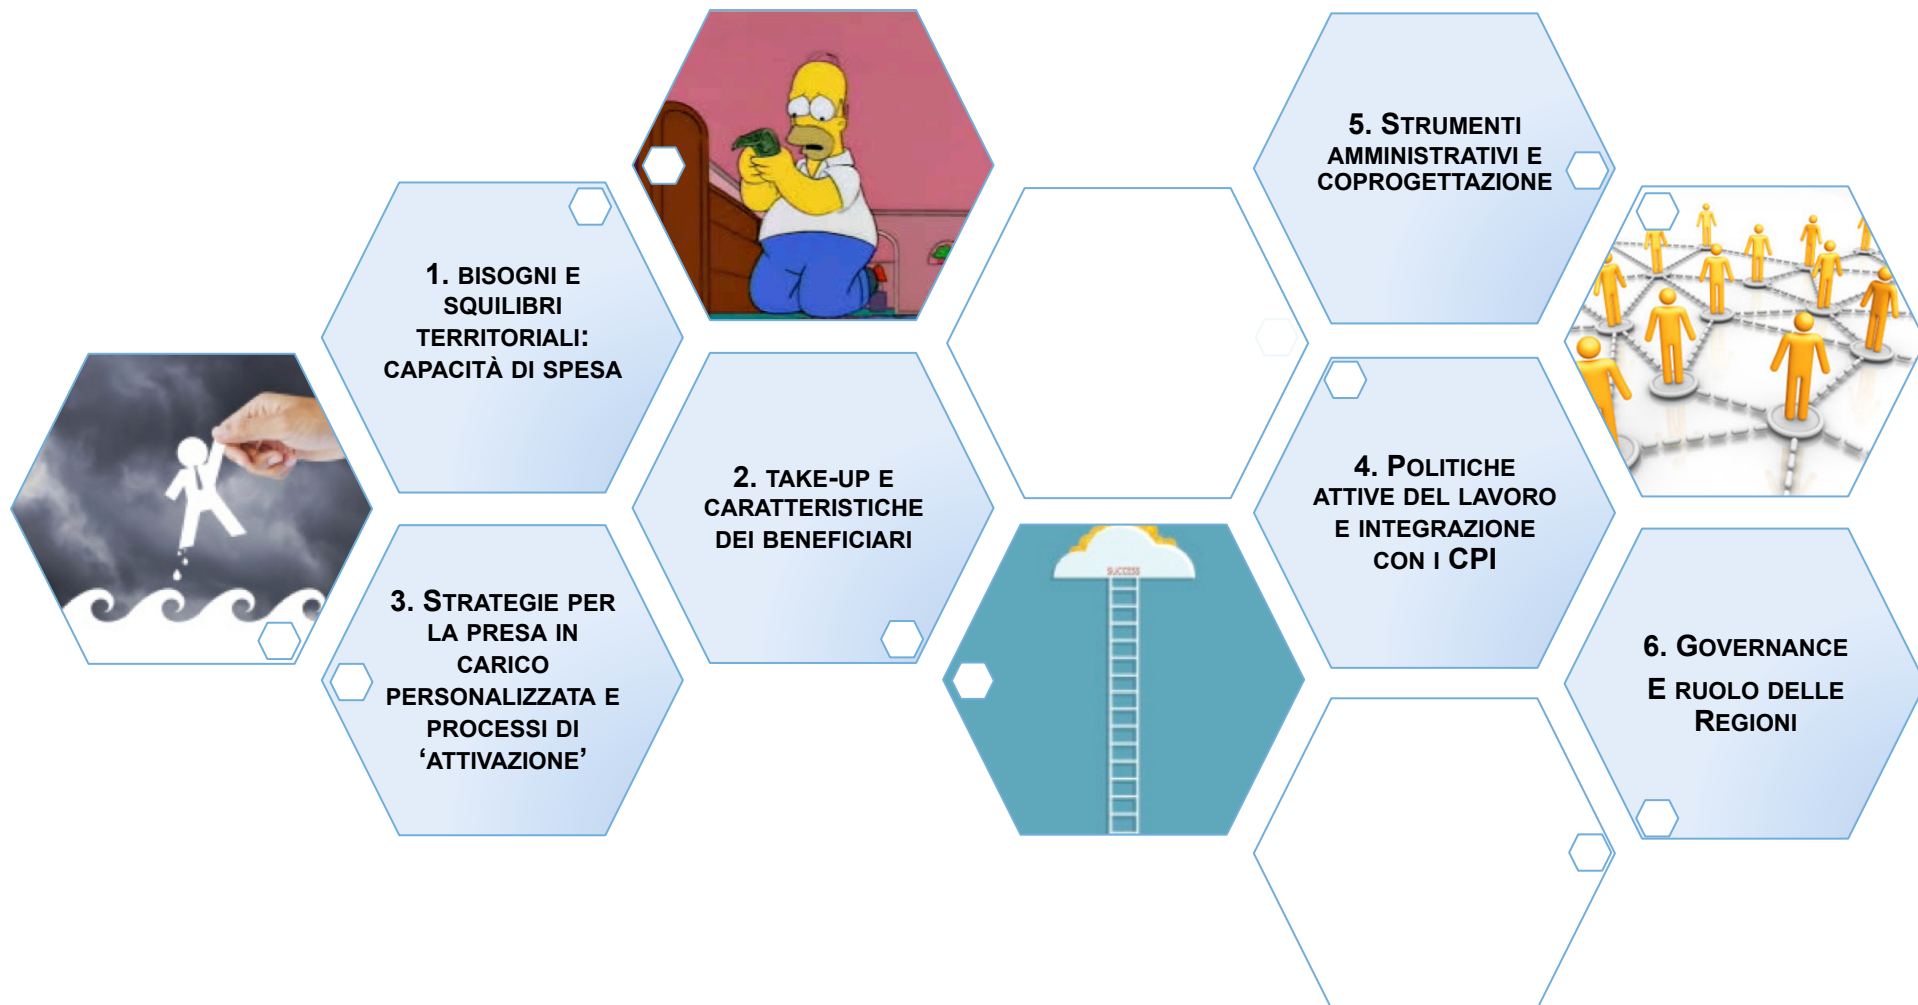 1. BISOGNI E
SQUILIBRI
TERRITORIALI:
CAPACITÀ DI SPESA
2. TAKE-UP E
CARATTERISTICHE
DEI BENEFICIARI
3. STRATEGIE PER
LA PRESA IN
CARICO
PERSONALIZZATA E
PROCESSI DI
‘ATTIVAZIONE’
SUCCESS
4. POLITICHE
ATTIVE DEL LAVORO
E INTEGRAZIONE
CON I CPI
5. STRUMENTI
AMMINISTRATIVI E
COPROGETTAZIONE
6. GOVERNANCE
E RUOLO DELLE
REGIONI